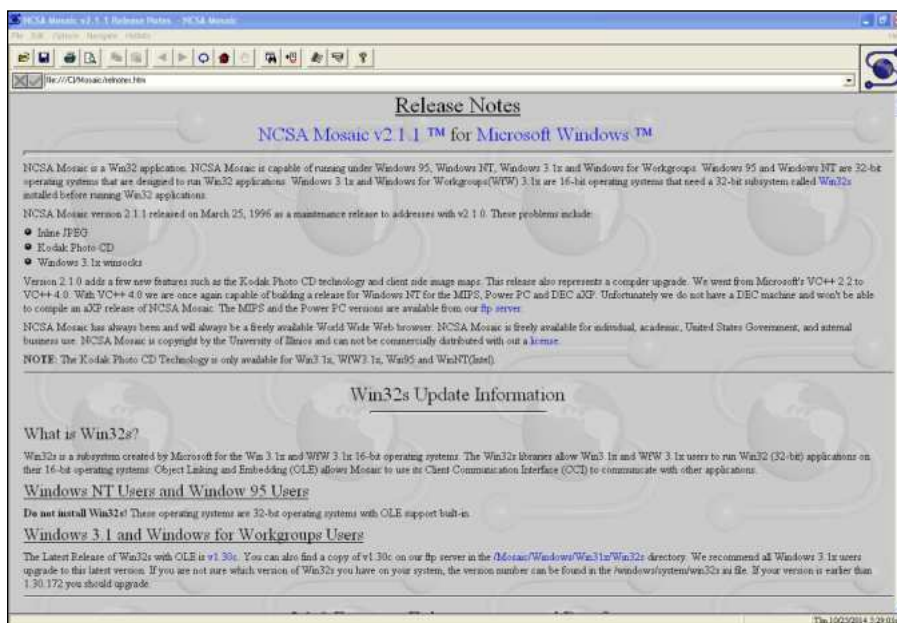 NCSA Mosaic v2.1.1 Release Notes - NCSA Mosaic
File Edit Options Navigate
file:///C|/Mosaic/relnotes.htm
Release Notes
NCSA Mosaic v2.1.1 ™ for Microsoft Windows ™
NCSA Mosaic is a Win32 application. NCSA Mosaic is capable of running under Windows 95, Windows NT, Windows 3.1x and Windows for Workgroups. Windows 95 and Windows NT are 32-bit
operating systems that are designed to run Win32 applications. Windows 3.1x and Windows for Workgroups(WfW) 3.1x are 16-bit operating systems that need a 32-bit subsystem called Win32s
installed before running Win32 applications.
NCSA Mosaic version 2.1.1 released on March 25, 1996 as a maintenance release to addresses with v2.1.0. These problems include:
Inline JPEG
Kodak Photo CD
Windows 3.1x winsocks
Version 2.1.0 adds a few new features such as the Kodak Photo CD technology and client side image maps. This release also represents a compiler upgrade. We went from Microsoft's VC++ 2.2 to
VC++ 4.0. With VC++ 4.0 we are once again capable of building a release for Windows NT for the MIPS, Power PC and DEC aXP. Unfortunately we do not have a DEC machine and won't be able
to compile an aXP release of NCSA Mosaic. The MIPS and the Power PC versions are available from our ftp server.
NCSA Mosaic has always been and will always be a freely available World Wide Web browser. NCSA Mosaic is freely available for individual, academic, United States Government, and internal
business use. NCSA Mosaic is copyright by the University of Illinois and can not be commercially distributed with out a license.
NOTE: The Kodak Photo CD Technology is only available for Win3.1x, WfW3.1x, Win95 and WinNT(Intel).
Win32s Update Information
What is Win32s?
Win32s is a subsystem created by Microsoft for the Win 3.1x and WfW 3.1x 16-bit operating systems. The Win32s libraries allow Win3.1x and WfW 3.1x users to run Win32 (32-bit) applications on
their 16-bit operating systems. Object Linking and Embedding (OLE) allows Mosaic to use its Client Communication Interface (CCI) to communicate with other applications.
Windows NT Users and Window 95 Users
Do not install Win32s! These operating systems are 32-bit operating systems with OLE support built-in.
Windows 3.1 and Windows for Workgroups Users
The Latest Release of Win32s with OLE is v1.30c. You can also find a copy of v1.30c on our ftp server in the /Mosaic/Windows/Win31x/Win32s directory. We recommend all Windows 3.1x users
upgrade to this latest version. If you are not sure which version of Win32s you have on your system, the version number can be found in the /windows/system/win32s.ini file. If your version is earlier than
1.30.172 you should upgrade.
Thu 10/23/2014 3:29:03